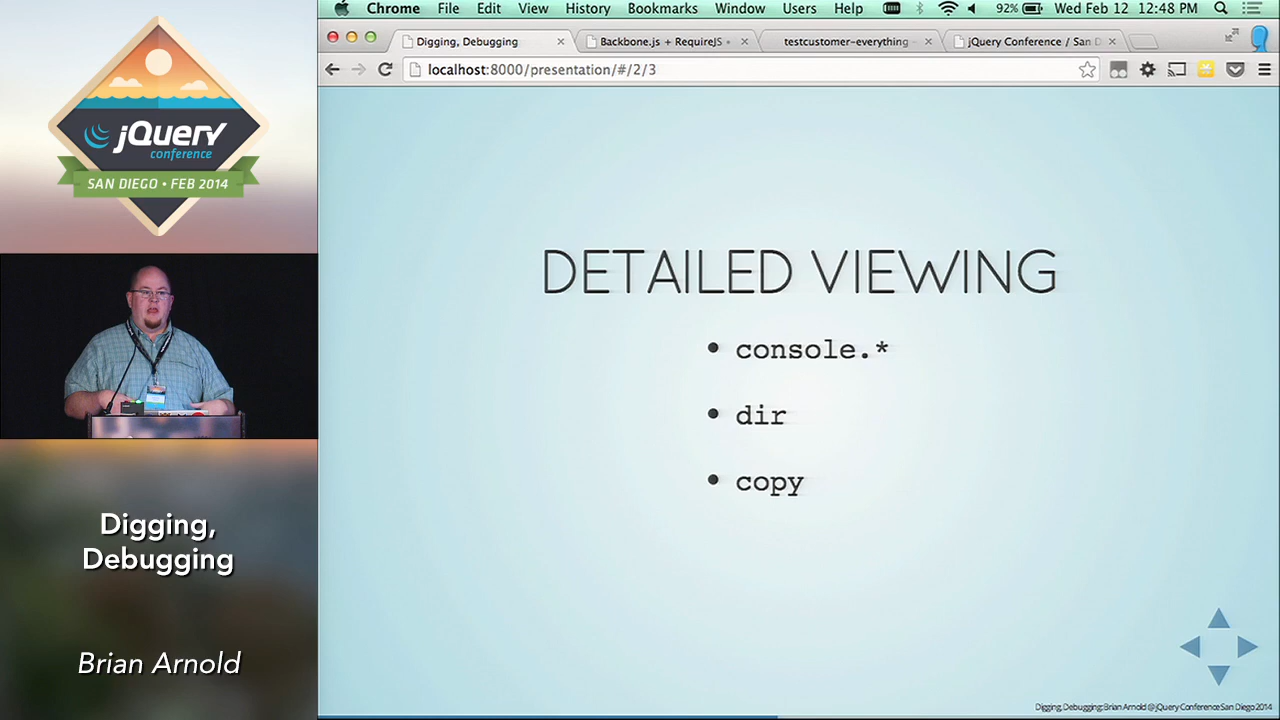 jQuery
conference
SAN DIEGO • FEB 2014
Digging,
Debugging
Brian Arnold
Chrome File Edit View History Bookmarks Window Users Help 92% Wed Feb 12 12:48 PM
Digging, Debugging
Backbone.js + RequireJS •
testcustomer-everything –
jQuery Conference / San D
localhost:8000/presentation/#/2/3
DETAILED VIEWING
• console.*
• dir
• copy
Digging, Debugging: Brian Arnold @ jQuery Conference San Diego 2014